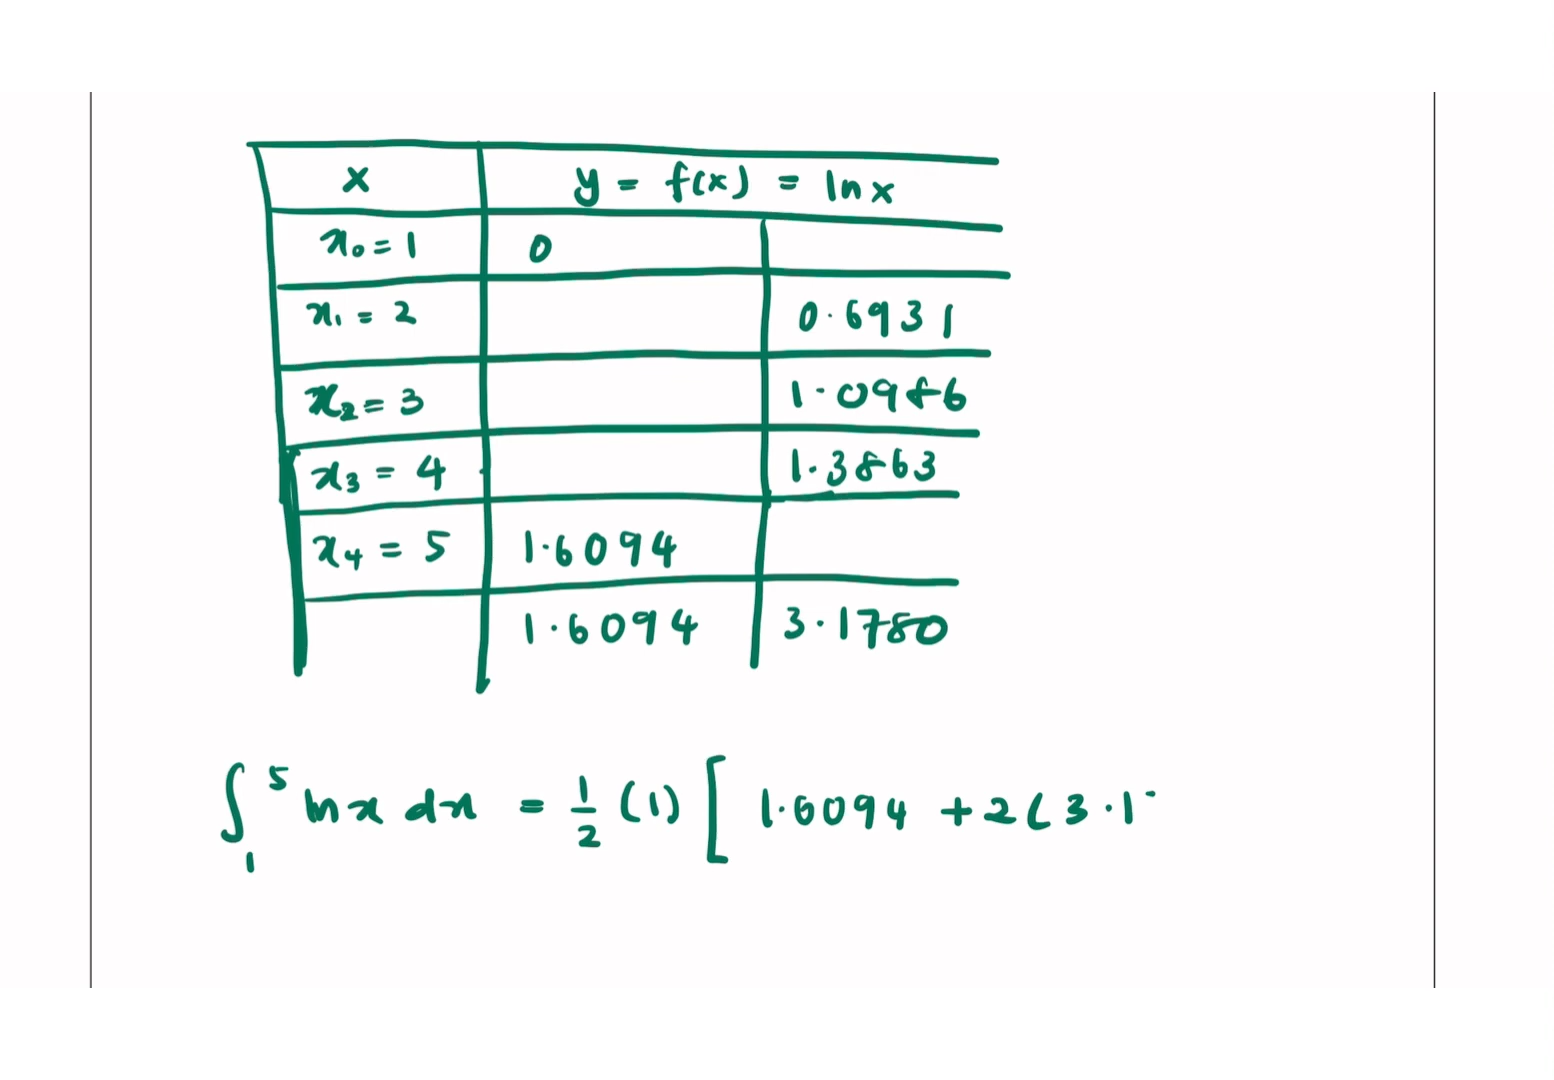 x y = f(x) = ln x
x₀ = 1 0
x₁ = 2 0.6931
x₂ = 3 1.0986
x₃ = 4 1.3863
x₄ = 5 1.6094
1.6094 3.1780
∫₁⁵ ln x dx = 1/2 (1) [ 1.6094 + 2 ( 3.1